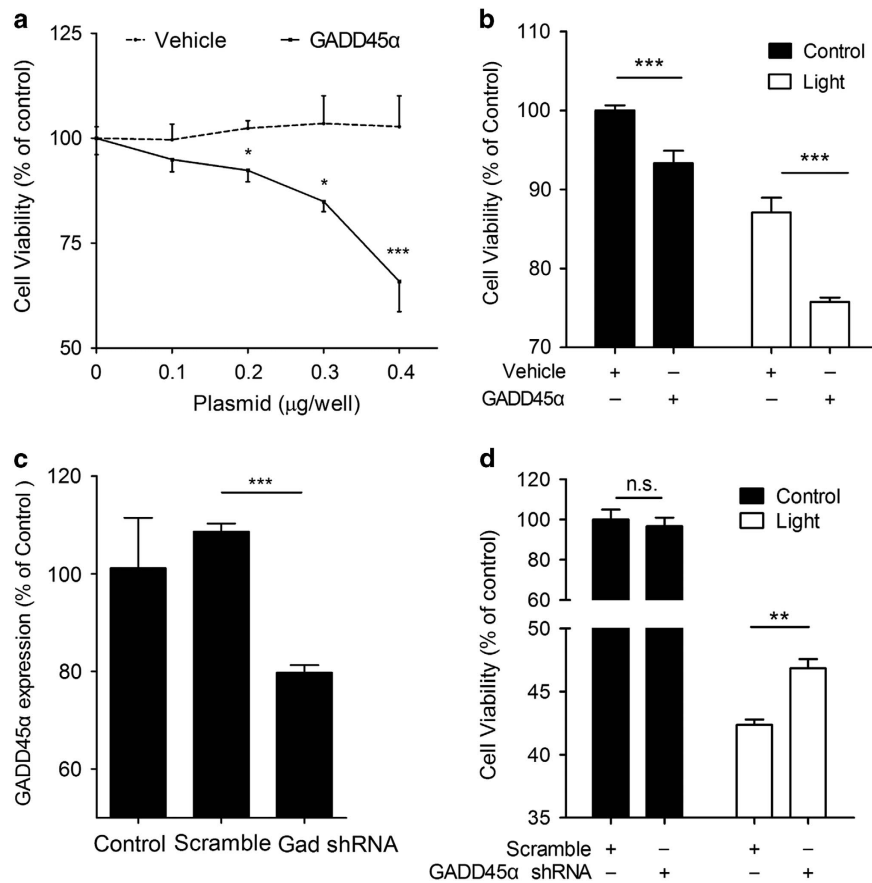 a
Vehicle
GADD45α
125
100
75
50
Cell Viability (% of control)
*
*
***
0 0.1 0.2 0.3 0.4
Plasmid (μg/well)
b
Control
Light
110
100
90
80
70
Cell Viability (% of Control)
***
***
Vehicle + – + –
GADD45α – + – +
c
120
100
80
60
GADD45α expression (% of Control )
***
Control Scramble Gad shRNA
d
Control
Light
120
100
80
60
50
45
40
35
Cell Viability (% of control)
n.s.
**
Scramble + – + –
GADD45α shRNA – + – +